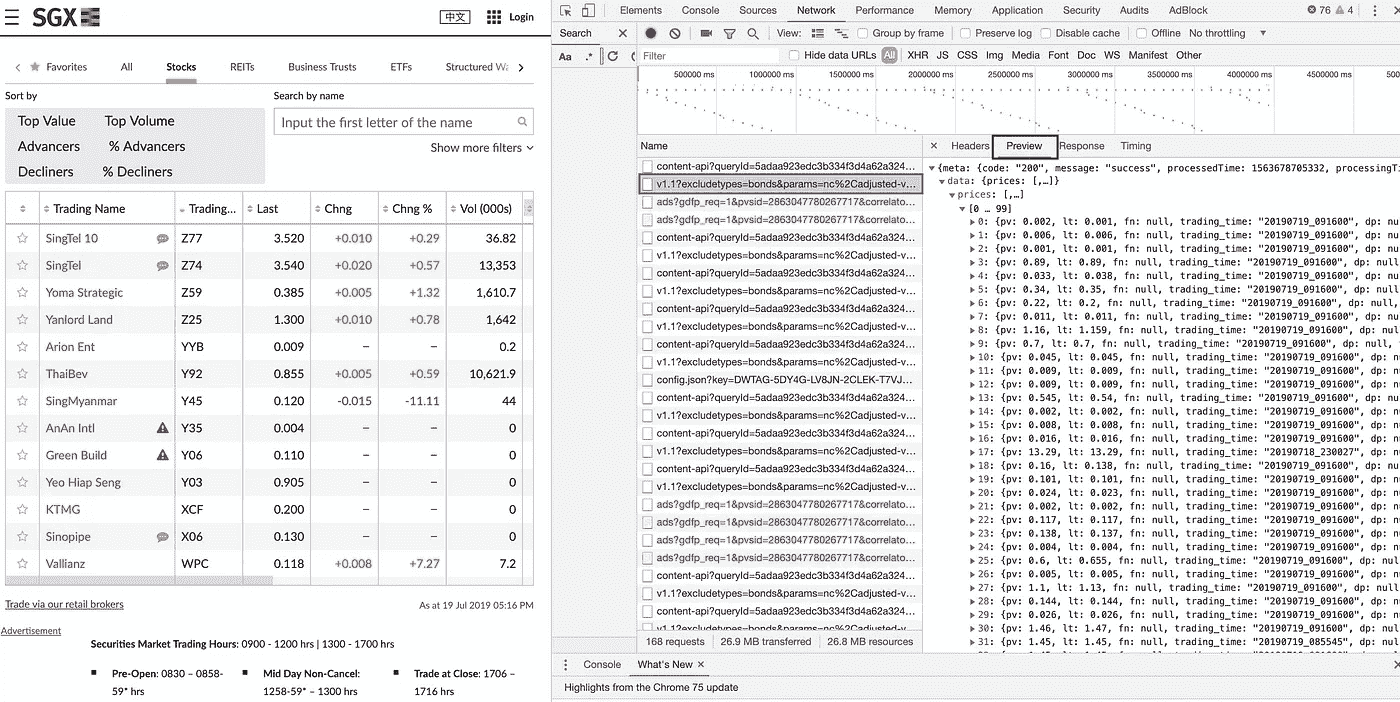 SGX
中文
Login
Favorites All Stocks REITs Business Trusts ETFs Structured Wa
Sort by
Search by name
Top Value Top Volume
Advancers % Advancers
Decliners % Decliners
Input the first letter of the name
Show more filters
Trading Name Trading... Last Chng Chng % Vol (000s)
SingTel 10 Z77 3.520 +0.010 +0.29 36.82
SingTel Z74 3.540 +0.020 +0.57 13,353
Yoma Strategic Z59 0.385 +0.005 +1.32 1,610.7
Yanlord Land Z25 1.300 +0.010 +0.78 1,642
Arion Ent YYB 0.009 – – 0.2
ThaiBev Y92 0.855 +0.005 +0.59 10,621.9
SingMyanmar Y45 0.120 -0.015 -11.11 44
AnAn Intl Y35 0.004 – – 0
Green Build Y06 0.110 – – 0
Yeo Hiap Seng Y03 0.905 – – 0
KTMG XCF 0.200 – – 0
Sinopipe X06 0.130 – – 0
Vallianz WPC 0.118 +0.008 +7.27 7.2
Trade via our retail brokers
As at 19 Jul 2019 05:16 PM
Advertisement
Securities Market Trading Hours: 0900 - 1200 hrs | 1300 - 1700 hrs
Pre-Open: 0830 – 0858-
59* hrs
Mid Day Non-Cancel:
1258-59* – 1300 hrs
Trade at Close: 1706 –
1716 hrs
Elements Console Sources Network Performance Memory Application Security Audits AdBlock 76 4
Search
View: Group by frame Preserve log Disable cache Offline No throttling
Aa .*
Filter
Hide data URLs All XHR JS CSS Img Media Font Doc WS Manifest Other
500000 ms 1000000 ms 1500000 ms 2000000 ms 2500000 ms 3000000 ms 3500000 ms 4000000 ms 4500000 ms 500
Name
content-api?queryId=5adaa923edc3b334f3d4a62a324...
v1.1?excludetypes=bonds&params=nc%2Cadjusted-v...
ads?gdfp_req=1&pvsid=2863047780267717&correlato...
ads?gdfp_req=1&pvsid=2863047780267717&correlato...
content-api?queryId=5adaa923edc3b334f3d4a62a324...
v1.1?excludetypes=bonds&params=nc%2Cadjusted-v...
content-api?queryId=5adaa923edc3b334f3d4a62a324...
v1.1?excludetypes=bonds&params=nc%2Cadjusted-v...
content-api?queryId=5adaa923edc3b334f3d4a62a324...
v1.1?excludetypes=bonds&params=nc%2Cadjusted-v...
content-api?queryId=5adaa923edc3b334f3d4a62a324...
v1.1?excludetypes=bonds&params=nc%2Cadjusted-v...
config.json?key=DWTAG-5DY4G-LV8JN-2CLEK-T7VJ...
content-api?queryId=5adaa923edc3b334f3d4a62a324...
v1.1?excludetypes=bonds&params=nc%2Cadjusted-v...
content-api?queryId=5adaa923edc3b334f3d4a62a324...
v1.1?excludetypes=bonds&params=nc%2Cadjusted-v...
content-api?queryId=5adaa923edc3b334f3d4a62a324...
v1.1?excludetypes=bonds&params=nc%2Cadjusted-v...
ads?gdfp_req=1&pvsid=2863047780267717&correlato...
ads?gdfp_req=1&pvsid=2863047780267717&correlato...
ads?gdfp_req=1&pvsid=2863047780267717&correlato...
ads?gdfp_req=1&pvsid=2863047780267717&correlato...
content-api?queryId=5adaa923edc3b334f3d4a62a324...
v1.1?excludetypes=bonds&params=nc%2Cadjusted-v...
content-api?queryId=5adaa923edc3b334f3d4a62a324...
v1.1?excludetypes=bonds&params=nc%2Cadjusted-v...
168 requests 26.9 MB transferred 26.8 MB resources
Headers Preview Response Timing
{meta: {code: "200", message: "success", processedTime: 1563678705332, processingTi
data: {prices: [,…]}
prices: [,…]
[0 … 99]
0: {pv: 0.002, lt: 0.001, fn: null, trading_time: "20190719_091600", dp: nu
1: {pv: 0.006, lt: 0.006, fn: null, trading_time: "20190719_091600", dp: nu
2: {pv: 0.001, lt: 0.001, fn: null, trading_time: "20190719_091600", dp: nu
3: {pv: 0.89, lt: 0.89, fn: null, trading_time: "20190719_091600", dp: null
4: {pv: 0.033, lt: 0.038, fn: null, trading_time: "20190719_091600", dp: nu
5: {pv: 0.34, lt: 0.35, fn: null, trading_time: "20190719_091600", dp: null
6: {pv: 0.22, lt: 0.2, fn: null, trading_time: "20190719_091600", dp: null,
7: {pv: 0.011, lt: 0.011, fn: null, trading_time: "20190719_091600", dp: nu
8: {pv: 1.16, lt: 1.159, fn: null, trading_time: "20190719_091600", dp: nul
9: {pv: 0.7, lt: 0.7, fn: null, trading_time: "20190719_091600", dp: null,
10: {pv: 0.045, lt: 0.045, fn: null, trading_time: "20190719_091600", dp: n
11: {pv: 0.009, lt: 0.009, fn: null, trading_time: "20190719_091600", dp: n
12: {pv: 0.009, lt: 0.009, fn: null, trading_time: "20190719_091600", dp: n
13: {pv: 0.545, lt: 0.54, fn: null, trading_time: "20190719_091600", dp: nu
14: {pv: 0.002, lt: 0.002, fn: null, trading_time: "20190719_091600", dp: n
15: {pv: 0.008, lt: 0.008, fn: null, trading_time: "20190719_091600", dp: n
16: {pv: 0.016, lt: 0.016, fn: null, trading_time: "20190719_091600", dp: n
17: {pv: 13.29, lt: 13.29, fn: null, trading_time: "20190718_230027", dp: n
18: {pv: 0.16, lt: 0.138, fn: null, trading_time: "20190719_091600", dp: nu
19: {pv: 0.101, lt: 0.101, fn: null, trading_time: "20190719_091600", dp: n
20: {pv: 0.024, lt: 0.023, fn: null, trading_time: "20190719_091600", dp: n
21: {pv: 0.002, lt: 0.002, fn: null, trading_time: "20190719_091600", dp: n
22: {pv: 0.117, lt: 0.117, fn: null, trading_time: "20190719_091600", dp: n
23: {pv: 0.138, lt: 0.137, fn: null, trading_time: "20190719_091600", dp: n
24: {pv: 0.004, lt: 0.004, fn: null, trading_time: "20190719_091600", dp: n
25: {pv: 0.6, lt: 0.655, fn: null, trading_time: "20190719_091600", dp: nul
26: {pv: 0.005, lt: 0.005, fn: null, trading_time: "20190719_091600", dp: n
27: {pv: 1.1, lt: 1.13, fn: null, trading_time: "20190719_091600", dp: null
28: {pv: 0.144, lt: 0.144, fn: null, trading_time: "20190719_091600", dp: n
29: {pv: 0.026, lt: 0.026, fn: null, trading_time: "20190719_091600", dp: n
30: {pv: 1.46, lt: 1.47, fn: null, trading_time: "20190719_091600", dp: nul
31: {pv: 1.45, lt: 1.45, fn: null, trading_time: "20190719_085545", dp: nul
Console What's New
Highlights from the Chrome 75 update